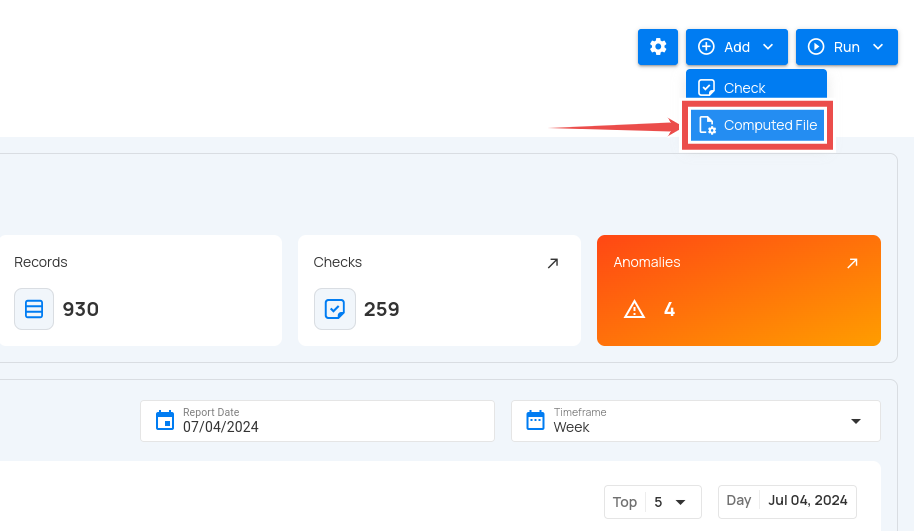 Add
Run
Check
Computed File
Records
Checks
Anomalies
930
259
4
Report Date
07/04/2024
Timeframe
Week
Top 5
Day Jul 04, 2024